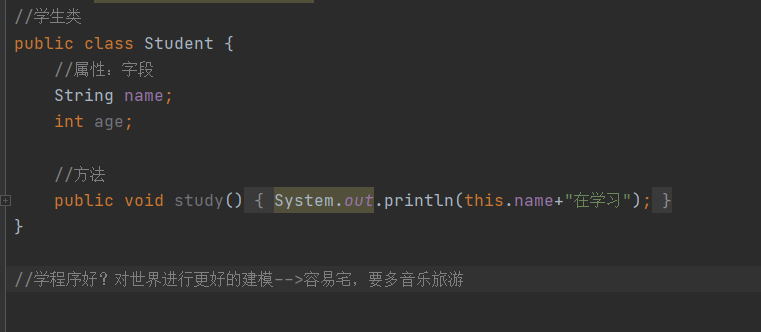 //学生类
public class Student {
//属性：字段
String name;
int age;
//方法
public void study() { System.out.println(this.name+"在学习"); }
}
//学程序好？对世界进行更好的建模-->容易宅，要多音乐旅游